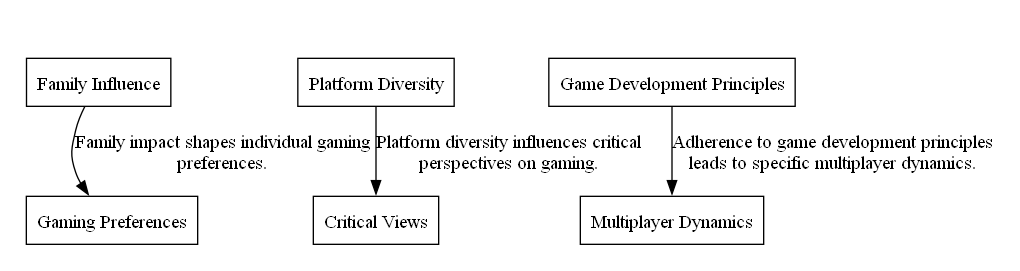 Family Influence
Platform Diversity
Game Development Principles
Family impact shapes individual gaming
preferences.
Platform diversity influences critical
perspectives on gaming.
Adherence to game development principles
leads to specific multiplayer dynamics.
Gaming Preferences
Critical Views
Multiplayer Dynamics